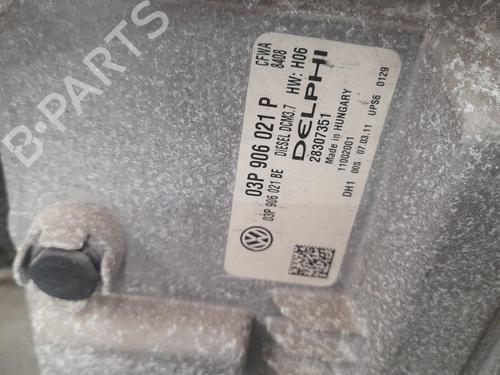 B-PARTS
CFWA
8408
HW: H06
03P 906 021 P
03P 906 021 BE
DIESEL DCM3.7
DELPHI
28307351
Made in HUNGARY
11002001
DH1 00S 07.03.11 UPS6 0129